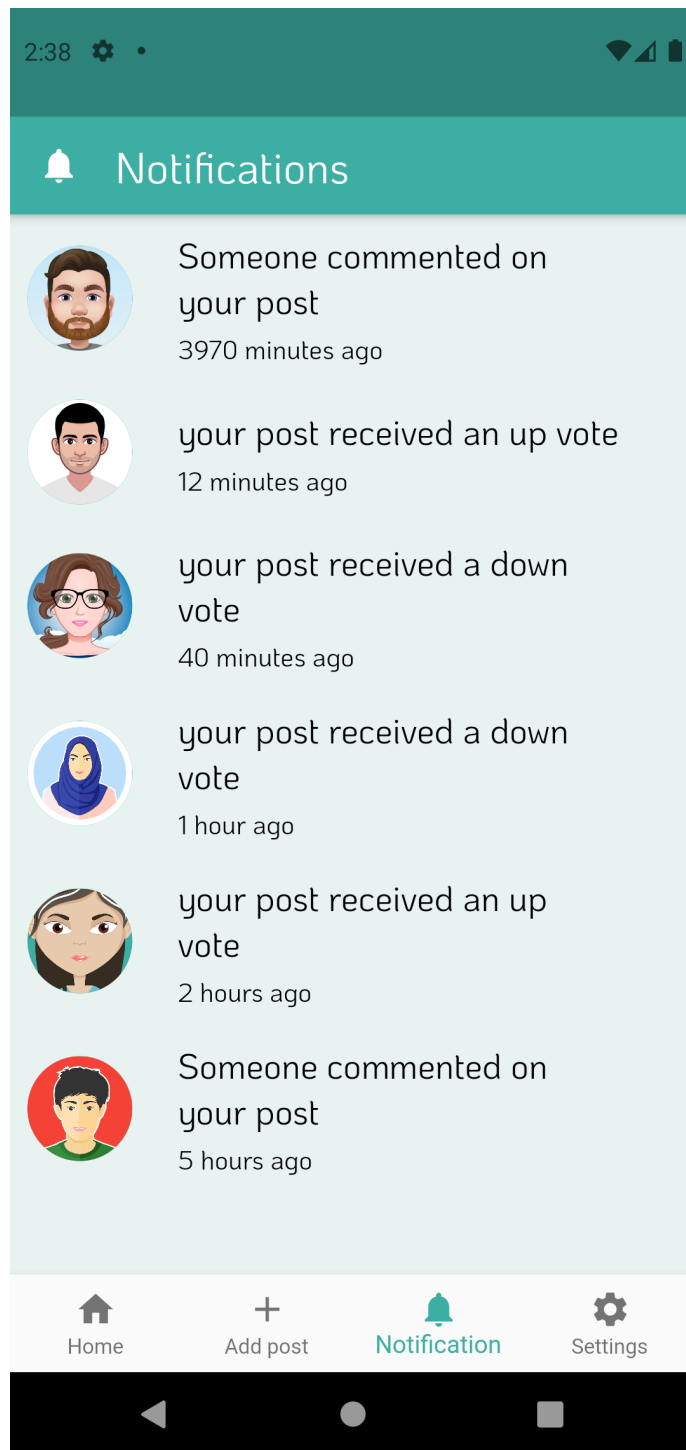 2:38
Notifications
Someone commented on
your post
3970 minutes ago
your post received an up vote
12 minutes ago
your post received a down
vote
40 minutes ago
your post received a down
vote
1 hour ago
your post received an up
vote
2 hours ago
Someone commented on
your post
5 hours ago
Home
Add post
Notification
Settings